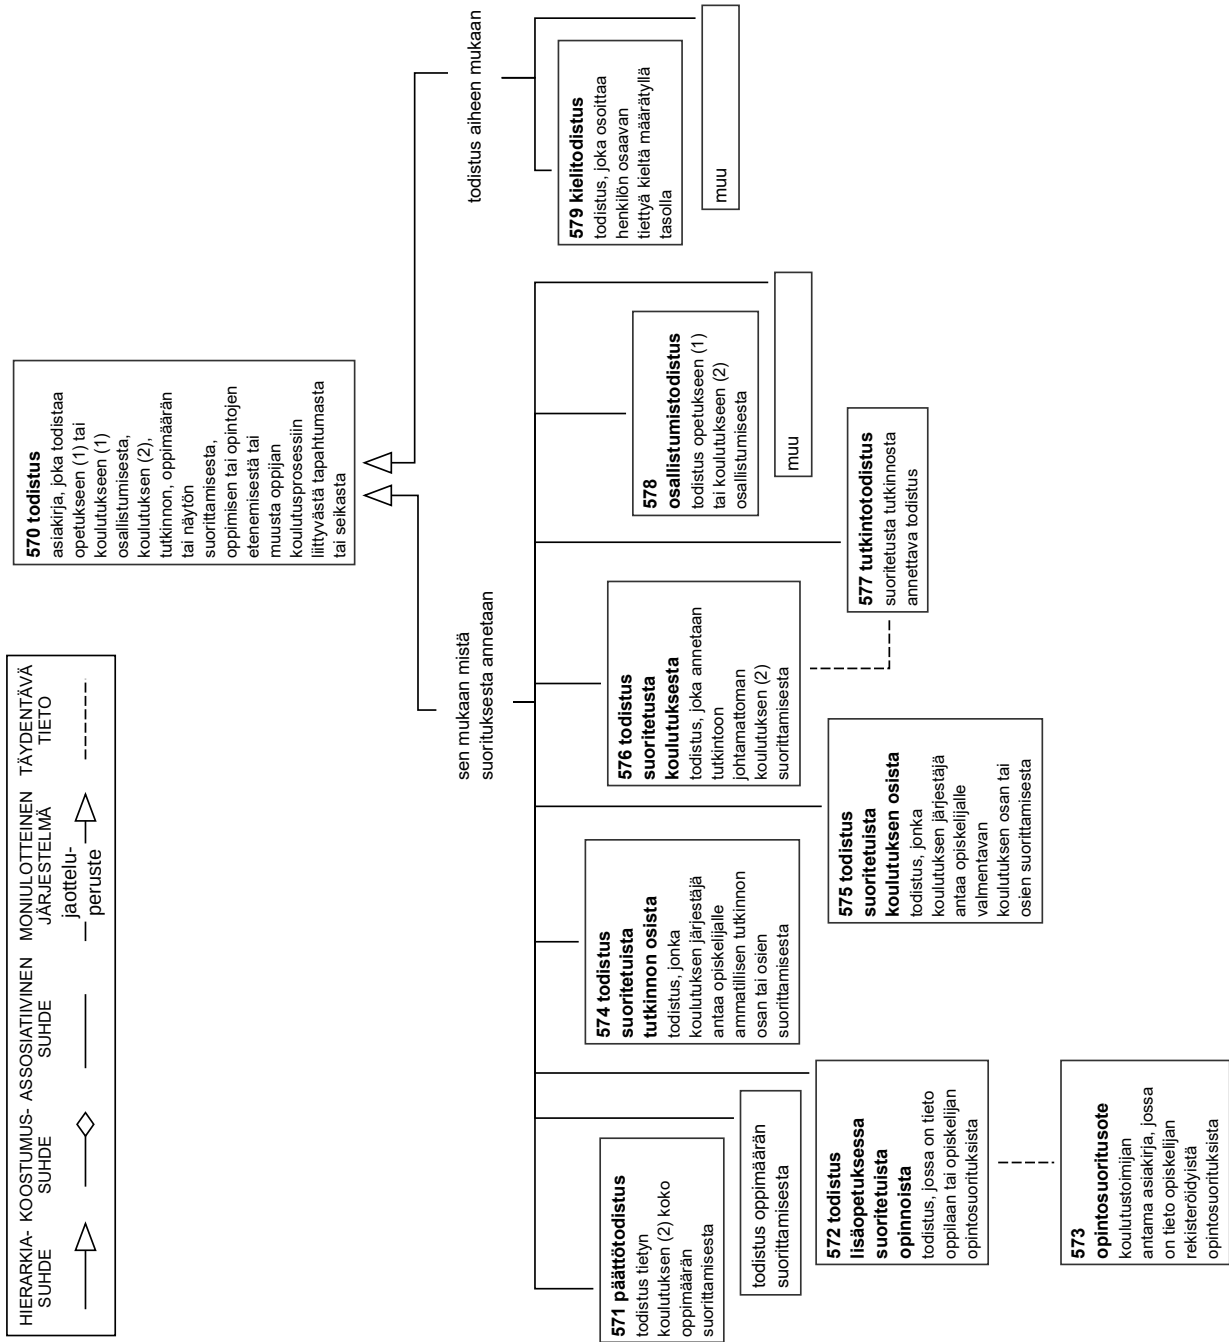 HIERARKIA-
SUHDE
KOOSTUMUS-
SUHDE
ASSOSIATIIVINEN
SUHDE
MONIULOTTEINEN
JÄRJESTELMÄ
jaottelu-
peruste
TÄYDENTÄVÄ
TIETO
570 todistus
asiakirja, joka todistaa
opetukseen (1) tai
koulutukseen (1)
osallistumisesta,
koulutuksen (2),
tutkinnon, oppimäärän
tai näytön
suorittamisesta,
oppimisen tai opintojen
etenemisestä tai
muusta oppijan
koulutusprosessiin
liittyvästä tapahtumasta
tai seikasta
sen mukaan mistä
suorituksesta annetaan
todistus aiheen mukaan
571 päättötodistus
todistus tietyn
koulutuksen (2) koko
oppimäärän
suorittamisesta
todistus oppimäärän
suorittamisesta
572 todistus
lisäopetuksessa
suoritetuista
opinnoista
todistus, jossa on tieto
oppilaan tai opiskelijan
opintosuorituksista
573
opintosuoritusote
koulutustoimijan
antama asiakirja, jossa
on tieto opiskelijan
rekisteröidyistä
opintosuorituksista
574 todistus
suoritetuista
tutkinnon osista
todistus, jonka
koulutuksen järjestäjä
antaa opiskelijalle
ammatillisen tutkinnon
osan tai osien
suorittamisesta
575 todistus
suoritetuista
koulutuksen osista
todistus, jonka
koulutuksen järjestäjä
antaa opiskelijalle
valmentavan
koulutuksen osan tai
osien suorittamisesta
576 todistus
suoritetusta
koulutuksesta
todistus, joka annetaan
tutkintoon
johtamattoman
koulutuksen (2)
suorittamisesta
577 tutkintotodistus
suoritetusta tutkinnosta
annettava todistus
578
osallistumistodistus
todistus opetukseen (1)
tai koulutukseen (2)
osallistumisesta
muu
579 kielitodistus
todistus, joka osoittaa
henkilön osaavan
tiettyä kieltä määrätyllä
tasolla
muu